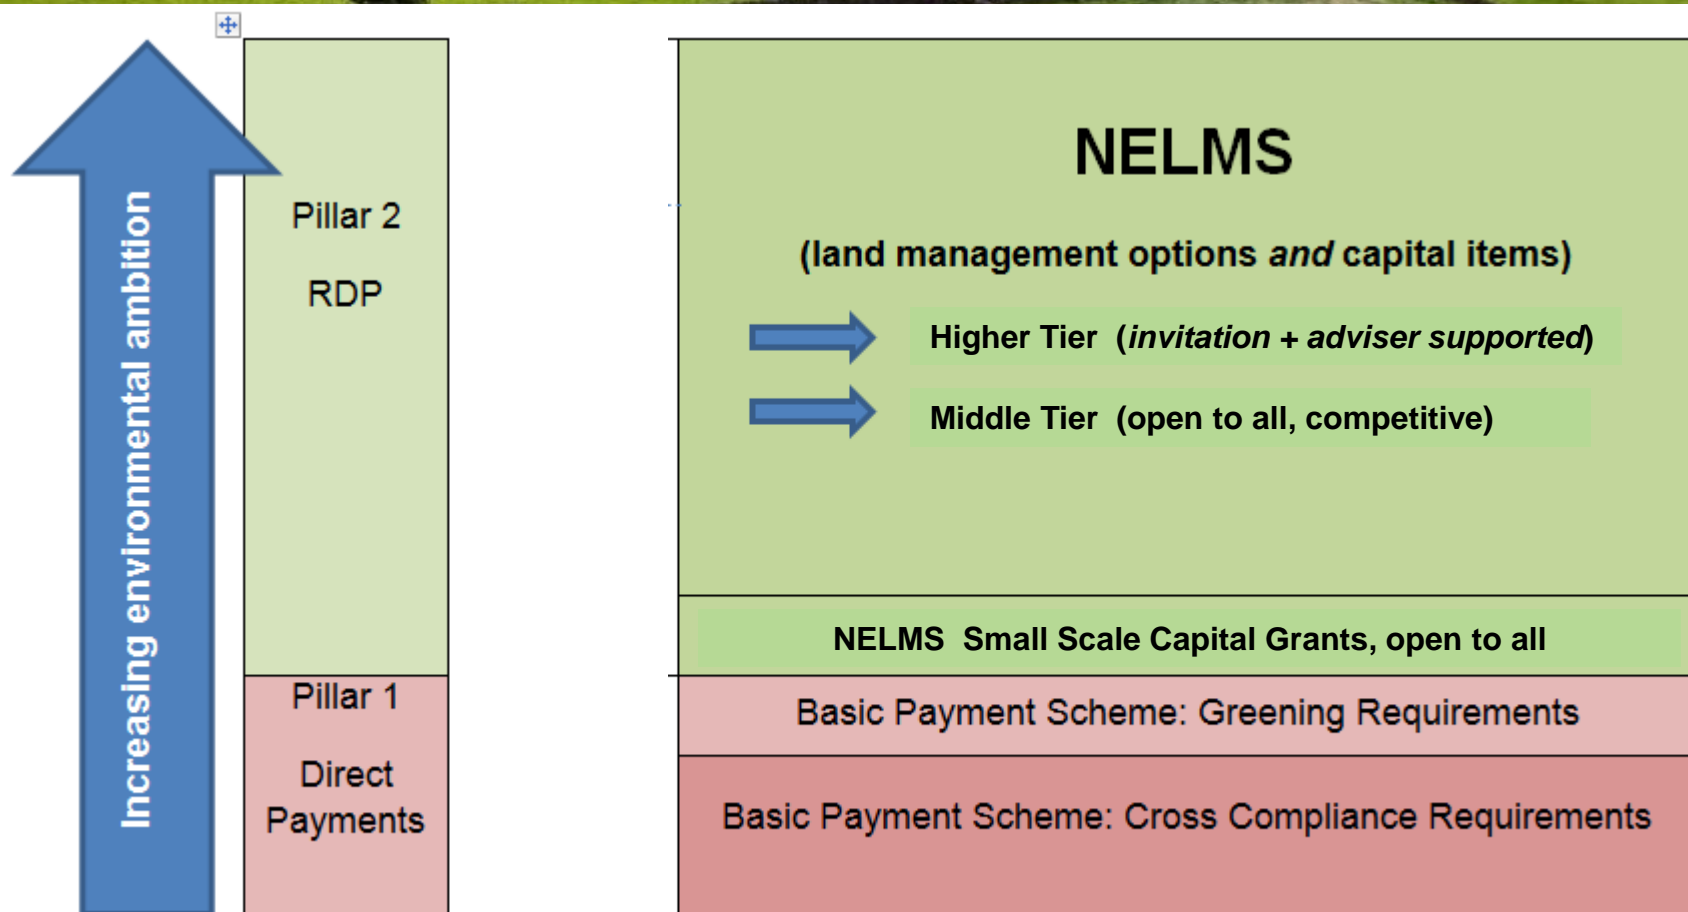 Increasing environmental ambition
Pillar 2
RDP
Pillar 1
Direct
Payments
NELMS
(land management options and capital items)
Higher Tier (invitation + adviser supported)
Middle Tier (open to all, competitive)
NELMS Small Scale Capital Grants, open to all
Basic Payment Scheme: Greening Requirements
Basic Payment Scheme: Cross Compliance Requirements